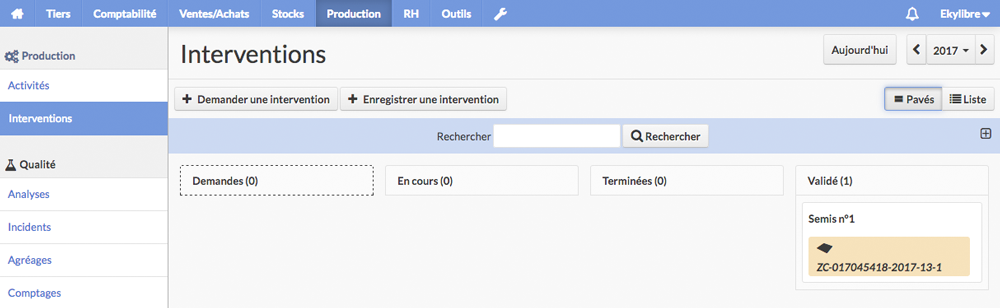 Tiers Comptabilité Ventes/Achats Stocks Production RH Outils Ekylibre
Production
Activités
Interventions
Qualité
Analyses
Incidents
Agréages
Comptages
Interventions
Aujourd'hui 2017
Demander une intervention Enregistrer une intervention Pavés Liste
Rechercher Rechercher
Demandes (0) En cours (0) Terminées (0) Validé (1)
Semis n°1
ZC-017045418-2017-13-1